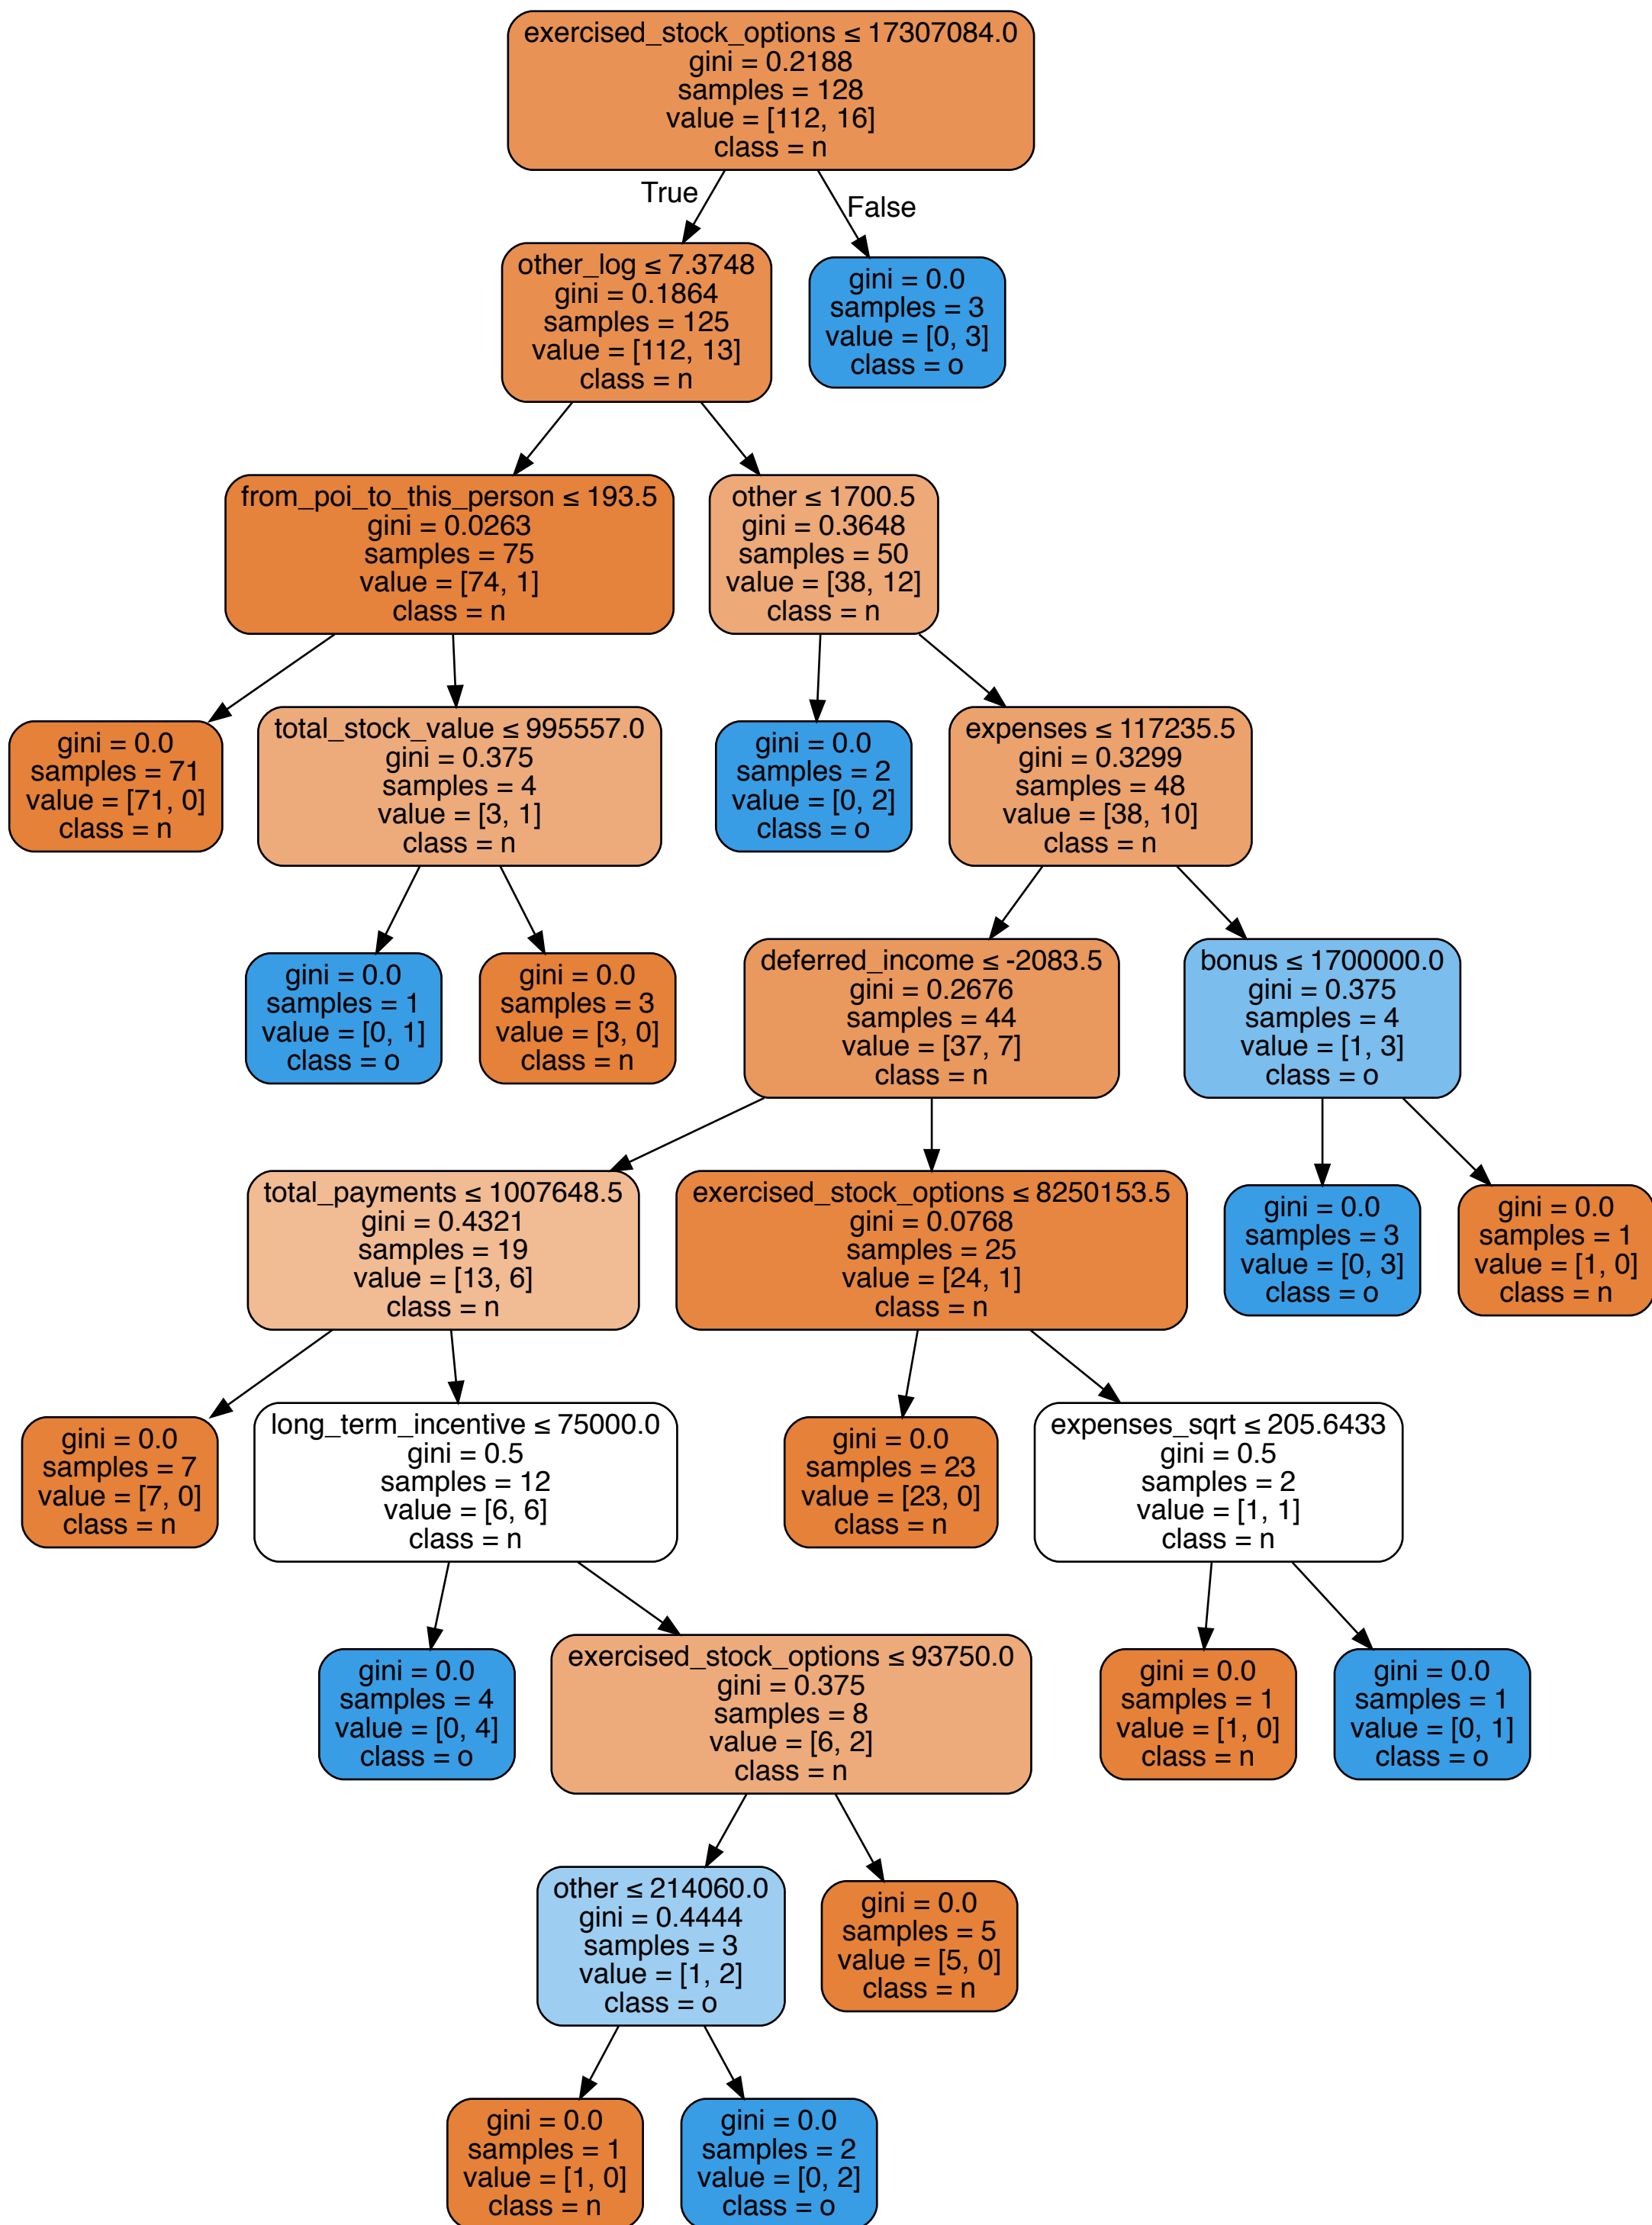 exercised_stock_options ≤ 17307084.0
gini = 0.2188
samples = 128
value = [112, 16]
class = n
True
False
other_log ≤ 7.3748
gini = 0.1864
samples = 125
value = [112, 13]
class = n
gini = 0.0
samples = 3
value = [0, 3]
class = o
from_poi_to_this_person ≤ 193.5
gini = 0.0263
samples = 75
value = [74, 1]
class = n
other ≤ 1700.5
gini = 0.3648
samples = 50
value = [38, 12]
class = n
gini = 0.0
samples = 71
value = [71, 0]
class = n
total_stock_value ≤ 995557.0
gini = 0.375
samples = 4
value = [3, 1]
class = n
gini = 0.0
samples = 2
value = [0, 2]
class = o
expenses ≤ 117235.5
gini = 0.3299
samples = 48
value = [38, 10]
class = n
gini = 0.0
samples = 1
value = [0, 1]
class = o
gini = 0.0
samples = 3
value = [3, 0]
class = n
deferred_income ≤ -2083.5
gini = 0.2676
samples = 44
value = [37, 7]
class = n
bonus ≤ 1700000.0
gini = 0.375
samples = 4
value = [1, 3]
class = o
total_payments ≤ 1007648.5
gini = 0.4321
samples = 19
value = [13, 6]
class = n
exercised_stock_options ≤ 8250153.5
gini = 0.0768
samples = 25
value = [24, 1]
class = n
gini = 0.0
samples = 3
value = [0, 3]
class = o
gini = 0.0
samples = 1
value = [1, 0]
class = n
gini = 0.0
samples = 7
value = [7, 0]
class = n
long_term_incentive ≤ 75000.0
gini = 0.5
samples = 12
value = [6, 6]
class = n
gini = 0.0
samples = 23
value = [23, 0]
class = n
expenses_sqrt ≤ 205.6433
gini = 0.5
samples = 2
value = [1, 1]
class = n
gini = 0.0
samples = 4
value = [0, 4]
class = o
exercised_stock_options ≤ 93750.0
gini = 0.375
samples = 8
value = [6, 2]
class = n
gini = 0.0
samples = 1
value = [1, 0]
class = n
gini = 0.0
samples = 1
value = [0, 1]
class = o
other ≤ 214060.0
gini = 0.4444
samples = 3
value = [1, 2]
class = o
gini = 0.0
samples = 5
value = [5, 0]
class = n
gini = 0.0
samples = 1
value = [1, 0]
class = n
gini = 0.0
samples = 2
value = [0, 2]
class = o